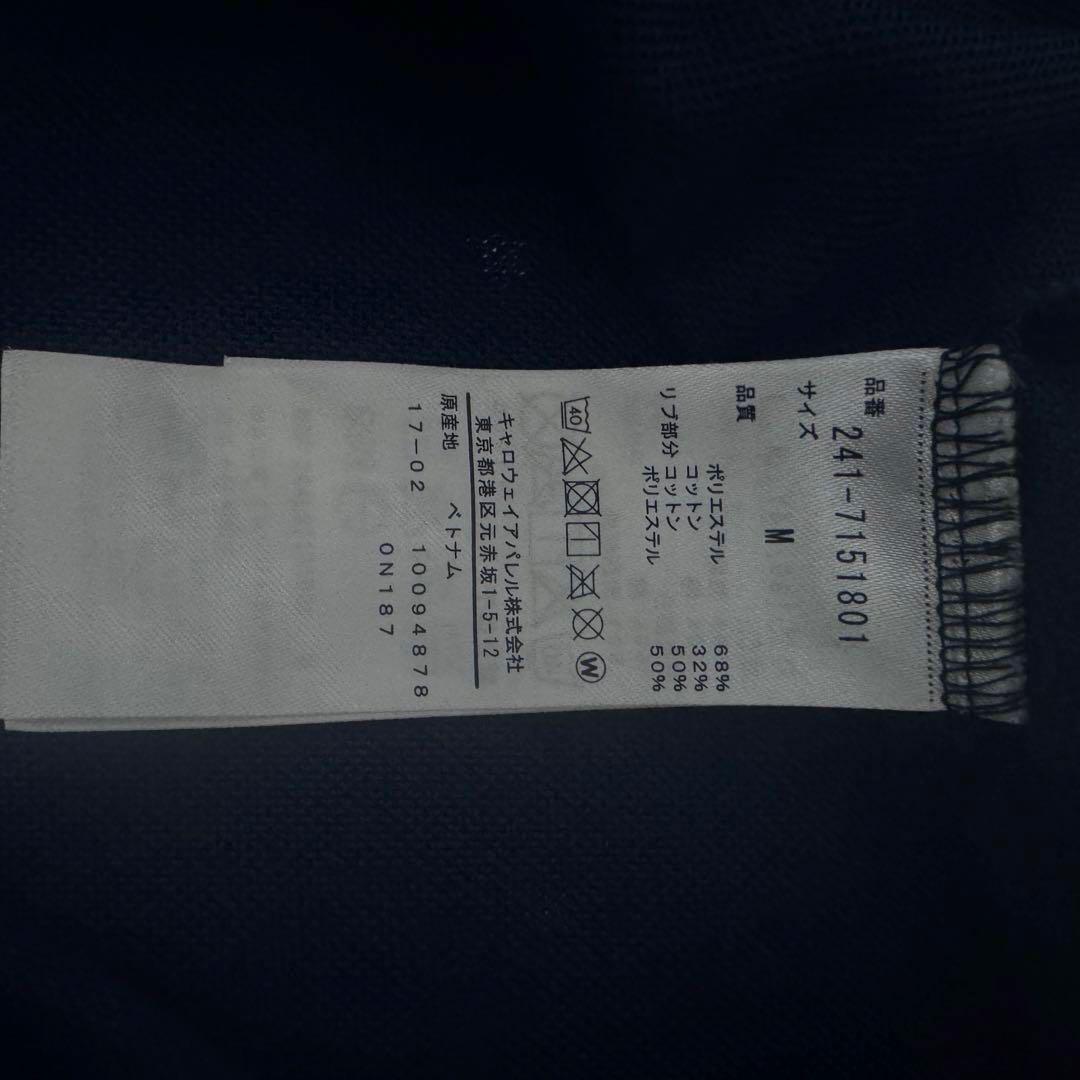 品番 241-7151801
サイズ M
品質
ポリエステル 68%
コットン 32%
リブ部分 コットン 50%
ポリエステル 50%
40
W
キャロウェイアパレル株式会社
東京都港区元赤坂1-5-12
原産地 ベトナム
17-02 10094878
0N187